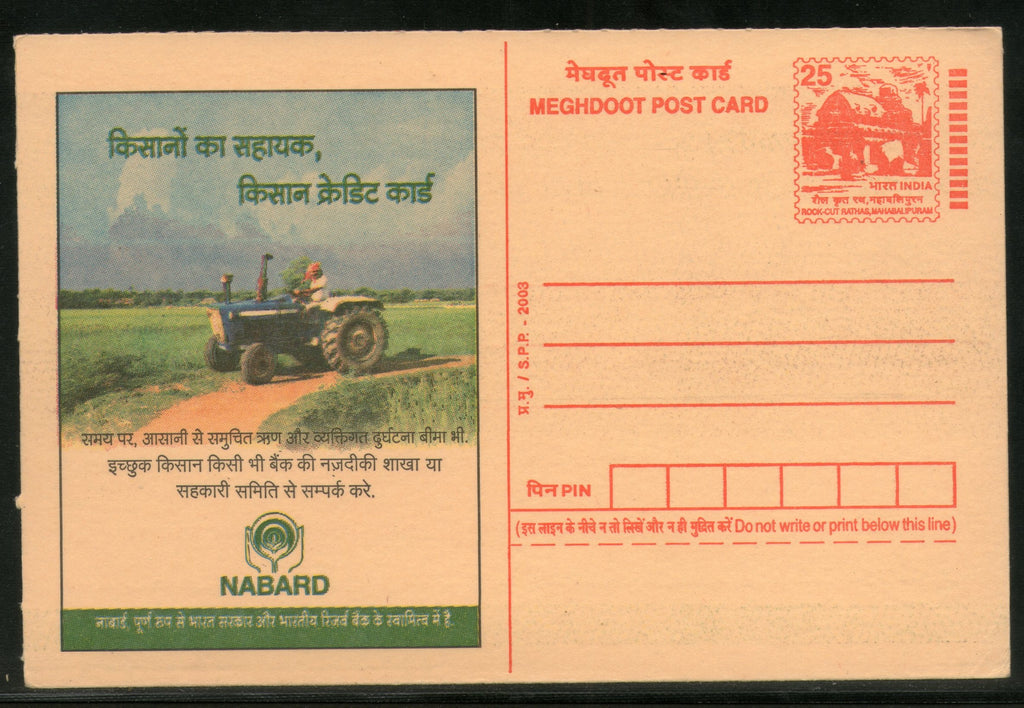 किसानों का सहायक,
किसान क्रेडिट कार्ड
समय पर, आसानी से समुचित ऋण और व्यक्तिगत दुर्घटना बीमा भी.
इच्छुक किसान किसी भी बैंक की नज़दीकी शाखा या
सहकारी समिति से सम्पर्क करे.
NABARD
नाबार्ड, पूर्ण रुप से भारत सरकार और भारतीय रिजर्व बैंक के स्वामित्व में है.
मेघदूत पोस्ट कार्ड
MEGHDOOT POST CARD
25
भारत INDIA
शैल कृत रथ, महाबलिपुरम
ROCK-CUT RATHAS, MAHABALIPURAM
प्र.मु. / S.P.P. - 2003
पिन PIN
(इस लाइन के नीचे न तो लिखें और न ही मुद्रित करें Do not write or print below this line)